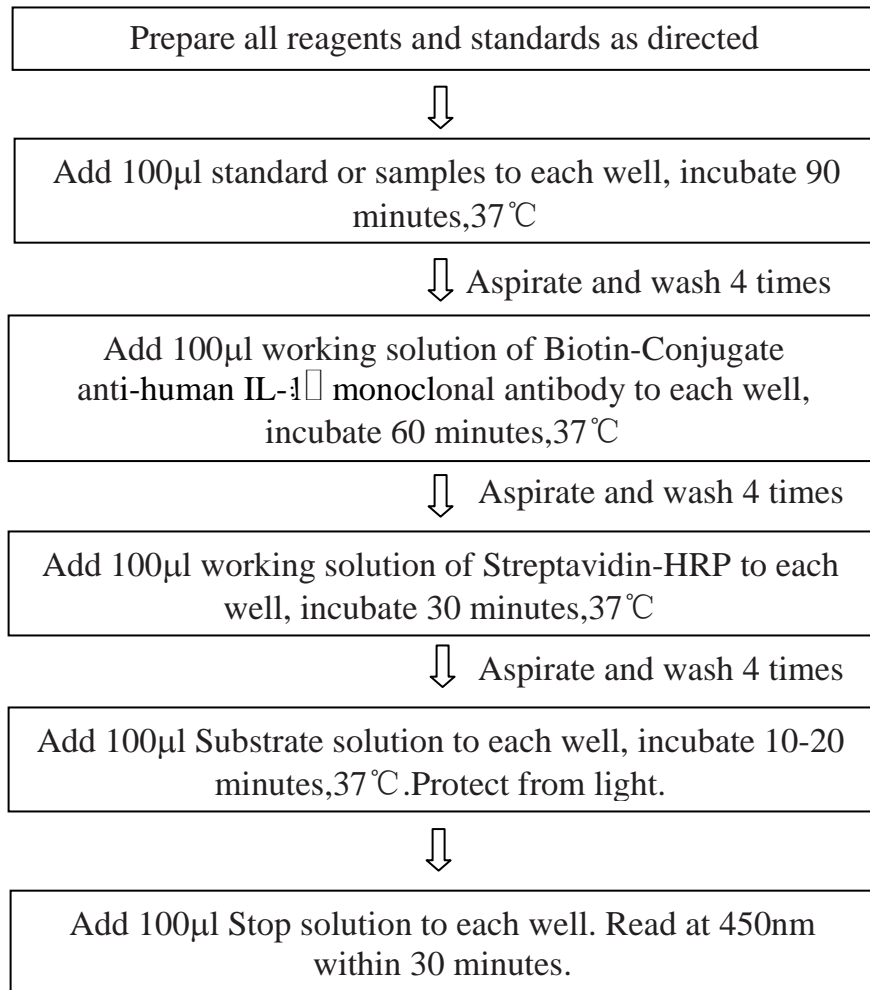 Prepare all reagents and standards as directed
Add 100μl standard or samples to each well, incubate 90
minutes,37℃
Aspirate and wash 4 times
Add 100μl working solution of Biotin-Conjugate
anti-human IL-1 monoclonal antibody to each well,
incubate 60 minutes,37℃
Aspirate and wash 4 times
Add 100μl working solution of Streptavidin-HRP to each
well, incubate 30 minutes,37℃
Aspirate and wash 4 times
Add 100μl Substrate solution to each well, incubate 10-20
minutes,37℃.Protect from light.
Add 100μl Stop solution to each well. Read at 450nm
within 30 minutes.